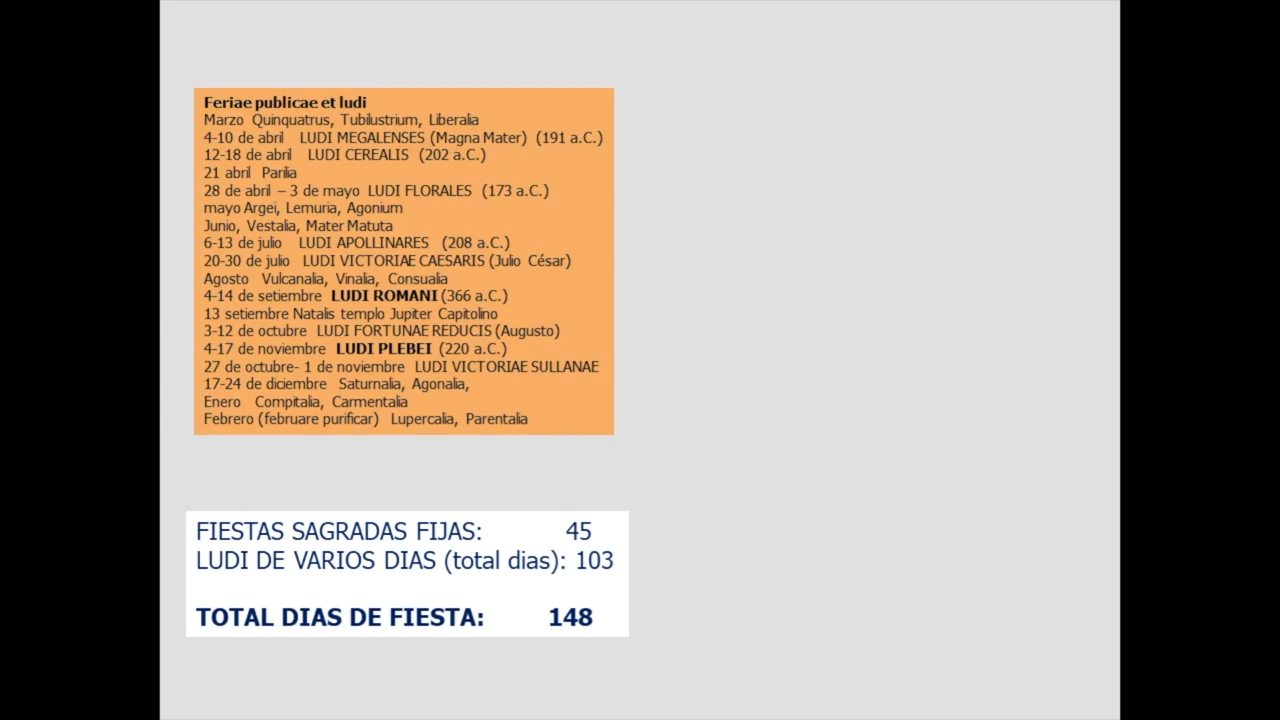 Feriae publicae et ludi
Marzo Quinquatrus, Tubilustrium, Liberalia
4-10 de abril LUDI MEGALENSES (Magna Mater) (191 a.C.)
12-18 de abril LUDI CEREALIS (202 a.C.)
21 abril Parilia
28 de abril – 3 de mayo LUDI FLORALES (173 a.C.)
mayo Argei, Lemuria, Agonium
Junio, Vestalia, Mater Matuta
6-13 de julio LUDI APOLLINARES (208 a.C.)
20-30 de julio LUDI VICTORIAE CAESARIS (Julio César)
Agosto Vulcanalia, Vinalia, Consualia
4-14 de setiembre LUDI ROMANI (366 a.C.)
13 setiembre Natalis templo Jupiter Capitolino
3-12 de octubre LUDI FORTUNAE REDUCIS (Augusto)
4-17 de noviembre LUDI PLEBEI (220 a.C.)
27 de octubre- 1 de noviembre LUDI VICTORIAE SULLANAE
17-24 de diciembre Saturnalia, Agonalia,
Enero Compitalia, Carmentalia
Febrero (februare purificar) Lupercalia, Parentalia
FIESTAS SAGRADAS FIJAS: 45
LUDI DE VARIOS DIAS (total dias): 103
TOTAL DIAS DE FIESTA: 148